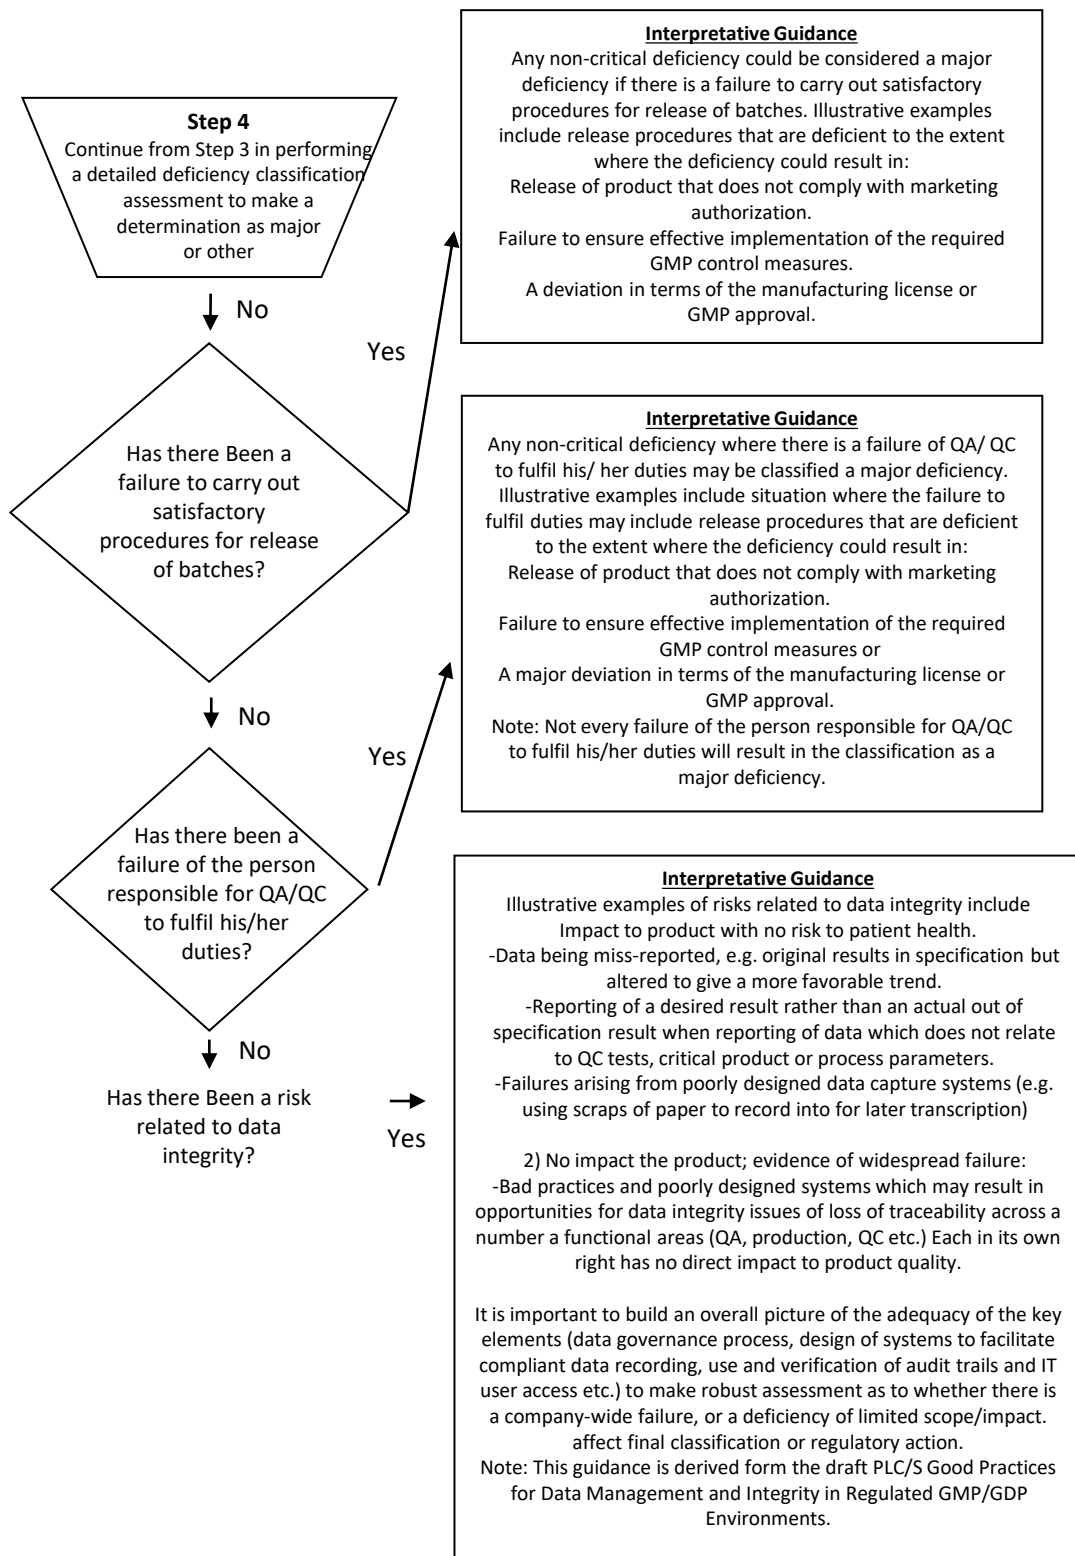 Step 4
Continue from Step 3 in performing
a detailed deficiency classification
assessment to make a
determination as major
or other
No
Yes
Interpretative Guidance
Any non-critical deficiency could be considered a major
deficiency if there is a failure to carry out satisfactory
procedures for release of batches. Illustrative examples
include release procedures that are deficient to the extent
where the deficiency could result in:
Release of product that does not comply with marketing
authorization.
Failure to ensure effective implementation of the required
GMP control measures.
A deviation in terms of the manufacturing license or
GMP approval.
Has there Been a
failure to carry out
satisfactory
procedures for release
of batches?
No
Yes
Interpretative Guidance
Any non-critical deficiency where there is a failure of QA/ QC
to fulfil his/ her duties may be classified a major deficiency.
Illustrative examples include situation where the failure to
fulfil duties may include release procedures that are deficient
to the extent where the deficiency could result in:
Release of product that does not comply with marketing
authorization.
Failure to ensure effective implementation of the required
GMP control measures or
A major deviation in terms of the manufacturing license or
GMP approval.
Note: Not every failure of the person responsible for QA/QC
to fulfil his/her duties will result in the classification as a
major deficiency.
Has there been a
failure of the person
responsible for QA/QC
to fulfil his/her
duties?
No
Has there Been a risk
related to data
integrity?
Yes
Interpretative Guidance
Illustrative examples of risks related to data integrity include
Impact to product with no risk to patient health.
-Data being miss-reported, e.g. original results in specification but
altered to give a more favorable trend.
-Reporting of a desired result rather than an actual out of
specification result when reporting of data which does not relate
to QC tests, critical product or process parameters.
-Failures arising from poorly designed data capture systems (e.g.
using scraps of paper to record into for later transcription)
2) No impact the product; evidence of widespread failure:
-Bad practices and poorly designed systems which may result in
opportunities for data integrity issues of loss of traceability across a
number a functional areas (QA, production, QC etc.) Each in its own
right has no direct impact to product quality.
It is important to build an overall picture of the adequacy of the key
elements (data governance process, design of systems to facilitate
compliant data recording, use and verification of audit trails and IT
user access etc.) to make robust assessment as to whether there is
a company-wide failure, or a deficiency of limited scope/impact.
affect final classification or regulatory action.
Note: This guidance is derived form the draft PLC/S Good Practices
for Data Management and Integrity in Regulated GMP/GDP
Environments.